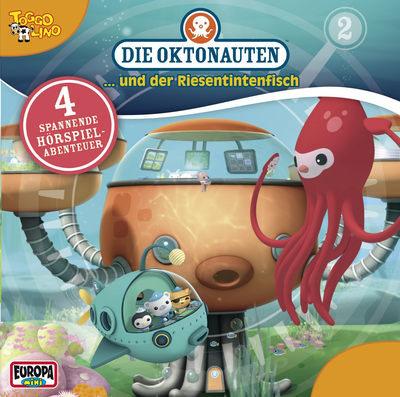 TOGGO
LINO
DIE OKTONAUTEN
2
... und der Riesentintenfisch
4
SPANNENDE
HÖRSPIEL-
ABENTEUER
EUROPA
mini